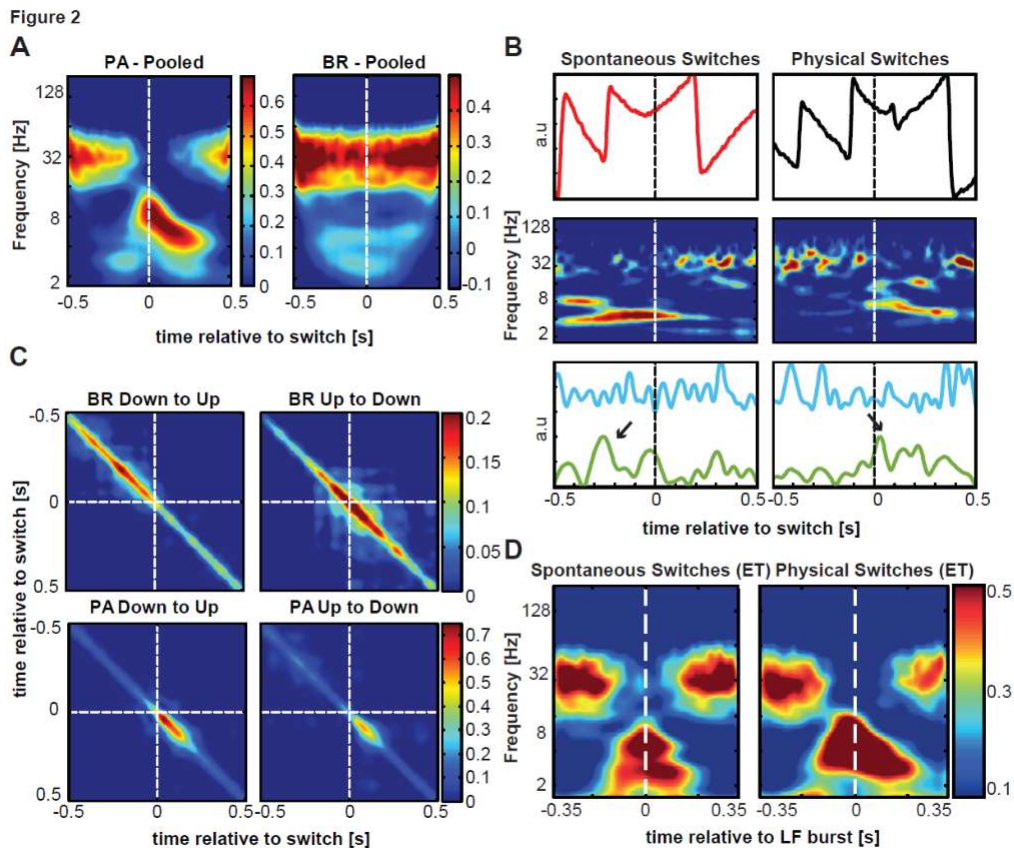 Figure 2
A
PA - Pooled
BR - Pooled
Frequency [Hz]
128
32
8
2
0.6
0.5
0.4
0.3
0.2
0.1
0
0.4
0.3
0.2
0.1
0
-0.1
-0.5 0 0.5
-0.5 0 0.5
time relative to switch [s]
B
Spontaneous Switches
Physical Switches
a.u
Frequency [Hz]
128
32
8
2
a.u
-0.5 0 0.5
-0.5 0 0.5
time relative to switch [s]
C
BR Down to Up
BR Up to Down
-0.5
0
0.5
0.2
0.15
0.1
0.05
0
time relative to switch [s]
PA Down to Up
PA Up to Down
-0.5
0
0.5
0.7
0.6
0.5
0.4
0.3
0.2
0.1
0
-0.5 0 0.5
-0.5 0 0.5
time relative to switch [s]
D
Spontaneous Switches (ET)
Physical Switches (ET)
Frequency [Hz]
128
32
8
2
0.5
0.3
0.1
-0.35 0 0.35
-0.35 0 0.35
time relative to LF burst [s]